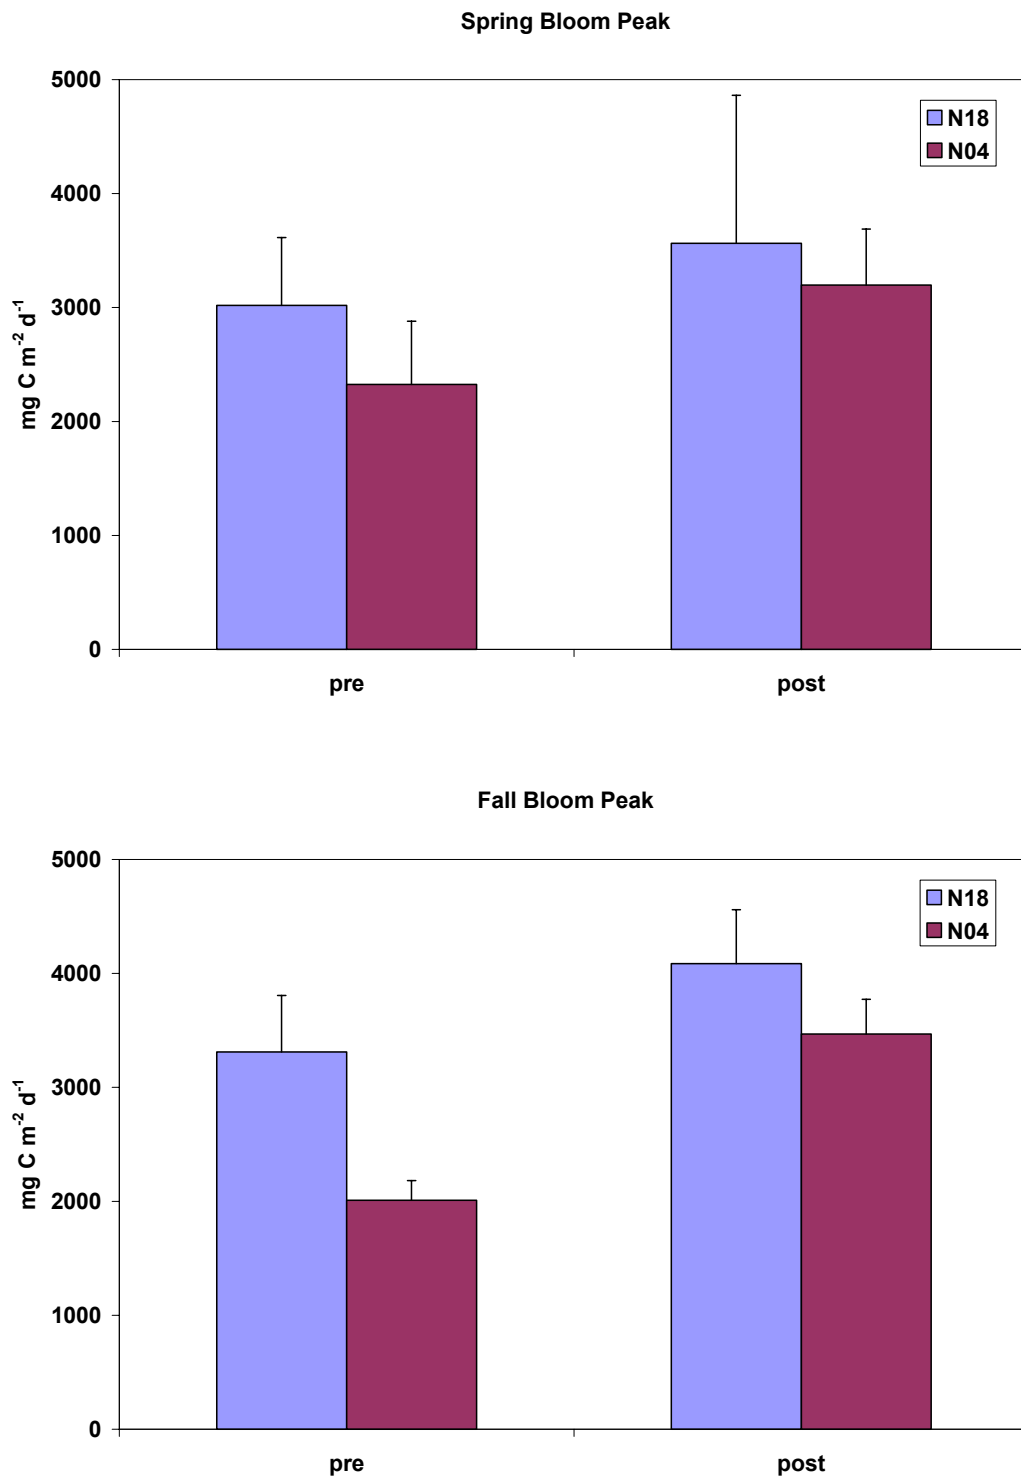 Spring Bloom Peak
5000
4000
3000
2000
1000
0
mg C m⁻² d⁻¹
N18
N04
pre
post
Fall Bloom Peak
5000
4000
3000
2000
1000
0
mg C m⁻² d⁻¹
N18
N04
pre
post